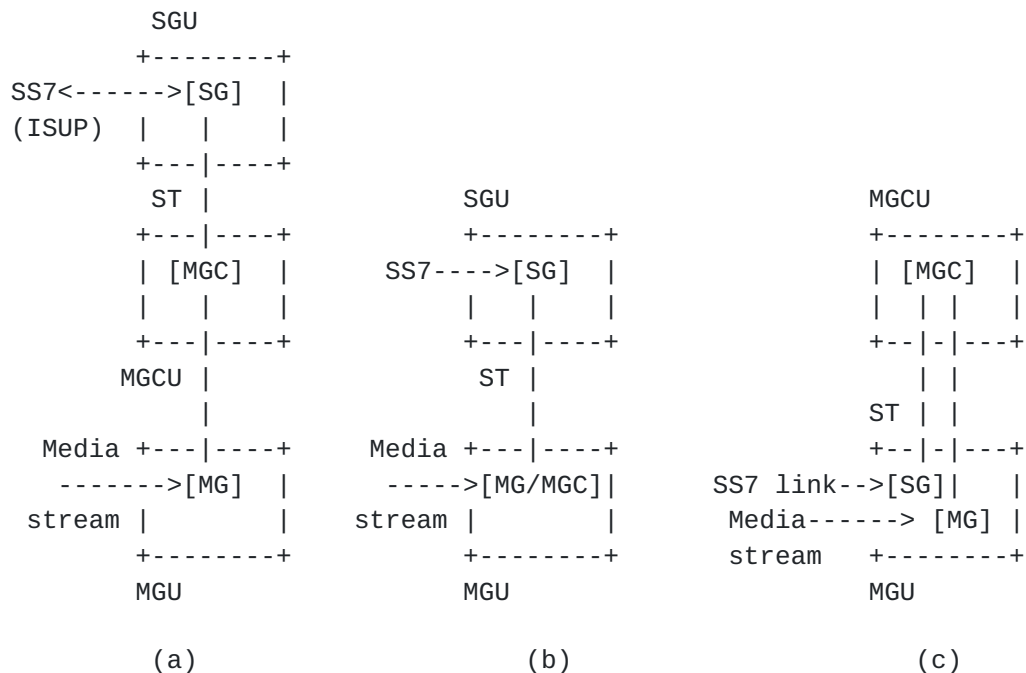 SGU
        +--------+
SS7<------>[SG]  |
(ISUP)  |   |    |
        +---|----+
         ST |                SGU                    MGCU
        +---|----+           +--------+                +--------+
        | [MGC]  |      SS7---->[SG]  |                | [MGC]  |
        |   |    |           |   |    |                |  | |   |
        +---|----+           +---|----+                +--|-|---+
       MGCU |                 ST |                        | |
            |                    |                     ST | |
  Media +---|----+     Media +---|----+                +--|-|---+
   ------->[MG]  |      ----->[MG/MGC]|      SS7 link-->[SG]|   |
 stream |        |    stream |        |       Media------> [MG] |
        +--------+           +--------+       stream   +--------+
        MGU                  MGU                       MGU
         (a)                     (b)                      (c)